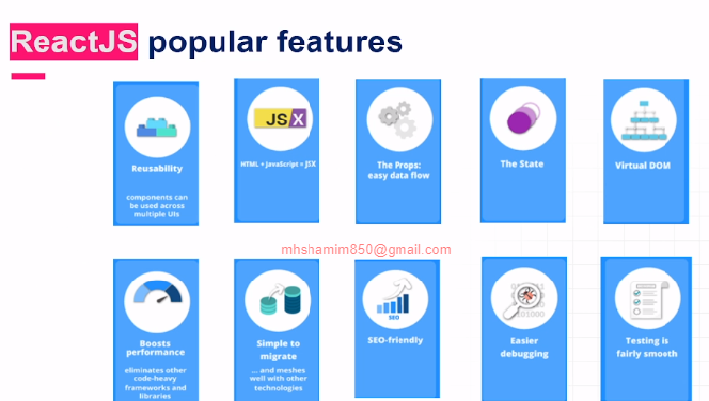 ReactJS popular features
Reusability
components can
be used across
multiple UIs
JSX
HTML + JavaScript = JSX
The Props:
easy data flow
The State
Virtual DOM
mhshamim850@gmail.com
Boosts
performance
eliminates other
code-heavy
frameworks and
libraries
Simple to
migrate
....and meshes
well with other
technologies
SEO
SEO-friendly
101000
Easier
debugging
Testing is
fairly smooth